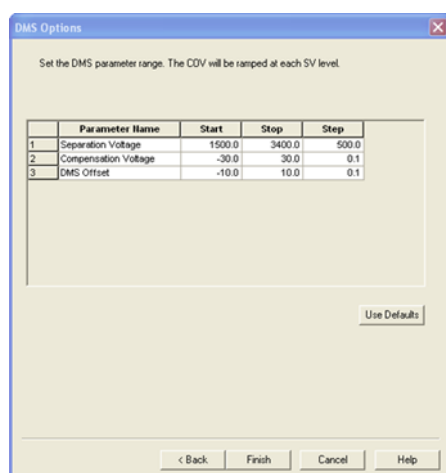 DMS Options
Set the DMS parameter range. The COV will be ramped at each SV level.
Parameter Name Start Stop Step
1 Separation Voltage 1500.0 3400.0 500.0
2 Compensation Voltage -30.0 30.0 0.1
3 DMS Offset -10.0 10.0 0.1
Use Defaults
< Back Finish Cancel Help